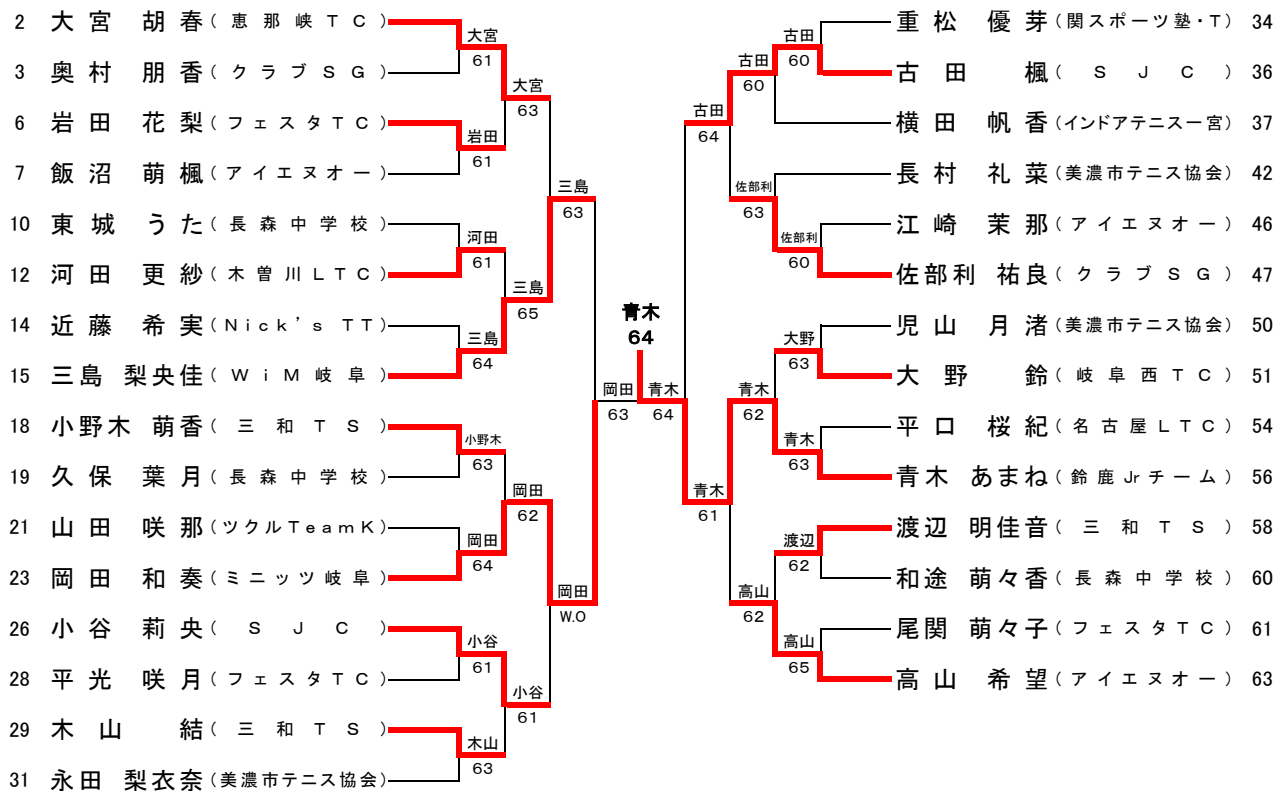 2 大宮 胡春(恵那峡TC)
3 奥村 朋香(クラブSG)
6 岩田 花梨(フェスタTC)
7 飯沼 萌楓(アイエヌオー)
10 東城 うた(長森中学校)
12 河田 更紗(木曽川LTC)
14 近藤 希実(Nick's TT)
15 三島 梨央佳(WiM岐阜)
18 小野木 萌香(三和TS)
19 久保 葉月(長森中学校)
21 山田 咲那(ツクルTeamK)
23 岡田 和奏(ミニッツ岐阜)
26 小谷 莉央(SJC)
28 平光 咲月(フェスタTC)
29 木山 結(三和TS)
31 永田 梨衣奈(美濃市テニス協会)
大宮
61
岩田
61
河田
61
三島
64
小野木
63
岡田
64
小谷
61
木山
63
大宮
63
三島
65
岡田
62
小谷
61
三島
63
岡田
W.O
岡田
63
青木
64
青木
64
古田
64
青木
61
古田
60
佐部利
63
青木
62
高山
62
古田
60
佐部利
60
大野
63
青木
63
渡辺
62
高山
65
重松 優芽(関スポーツ塾・T) 34
古田 楓(SJC) 36
横田 帆香(インドアテニス一宮) 37
長村 礼菜(美濃市テニス協会) 42
江崎 茉那(アイエヌオー) 46
佐部利 祐良(クラブSG) 47
児山 月渚(美濃市テニス協会) 50
大野 鈴(岐阜西TC) 51
平口 桜紀(名古屋LTC) 54
青木 あまね(鈴鹿Jrチーム) 56
渡辺 明佳音(三和TS) 58
和途 萌々香(長森中学校) 60
尾関 萌々子(フェスタTC) 61
高山 希望(アイエヌオー) 63